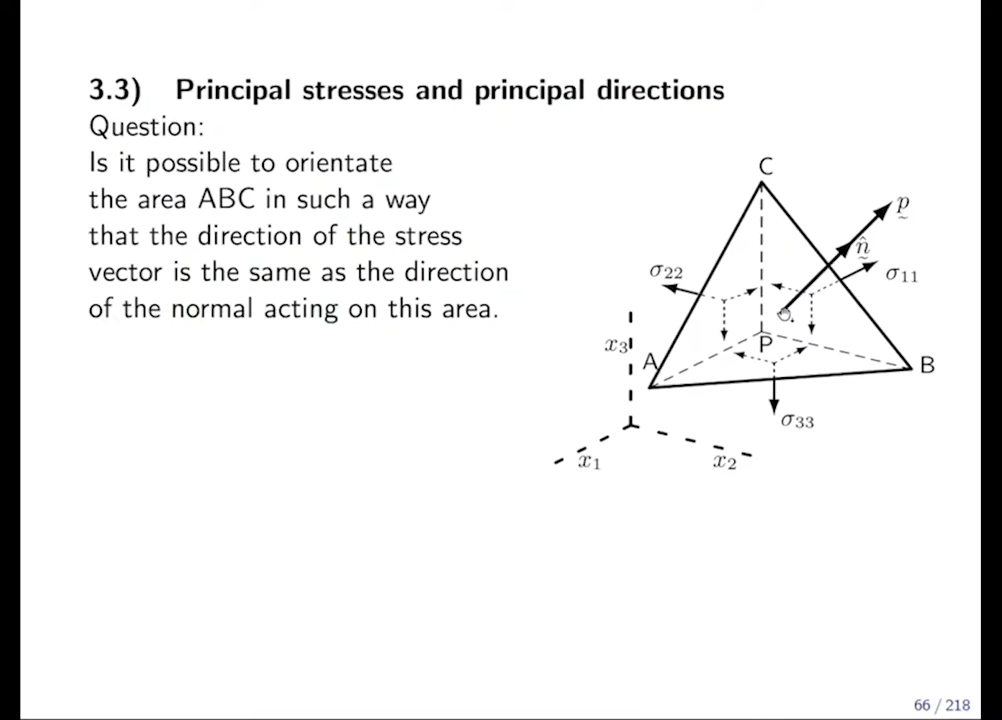 3.3) Principal stresses and principal directions
Question:
Is it possible to orientate
the area ABC in such a way
that the direction of the stress
vector is the same as the direction
of the normal acting on this area.
C
p
n̂
σ22
σ11
x3
P
A
B
σ33
x1
x2
66 / 218